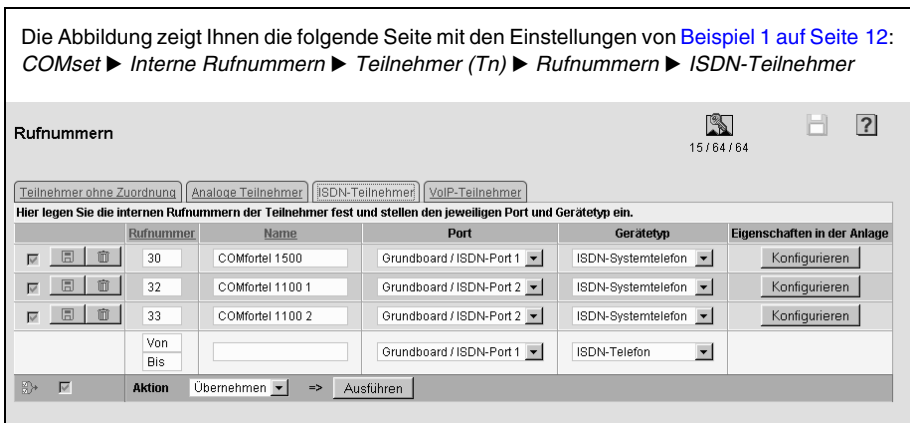 Die Abbildung zeigt Ihnen die folgende Seite mit den Einstellungen von Beispiel 1 auf Seite 12:
COMset ▶ Interne Rufnummern ▶ Teilnehmer (Tn) ▶ Rufnummern ▶ ISDN-Teilnehmer
Rufnummern
15 / 64 / 64
?
Teilnehmer ohne Zuordnung Analoge Teilnehmer ISDN-Teilnehmer VoIP-Teilnehmer
Hier legen Sie die internen Rufnummern der Teilnehmer fest und stellen den jeweiligen Port und Gerätetyp ein.
Rufnummer Name Port Gerätetyp Eigenschaften in der Anlage
30 COMfortel 1500 Grundboard / ISDN-Port 1 ISDN-Systemtelefon Konfigurieren
32 COMfortel 1100 1 Grundboard / ISDN-Port 2 ISDN-Systemtelefon Konfigurieren
33 COMfortel 1100 2 Grundboard / ISDN-Port 2 ISDN-Systemtelefon Konfigurieren
Von
Bis
Grundboard / ISDN-Port 1 ISDN-Telefon
Aktion Übernehmen => Ausführen